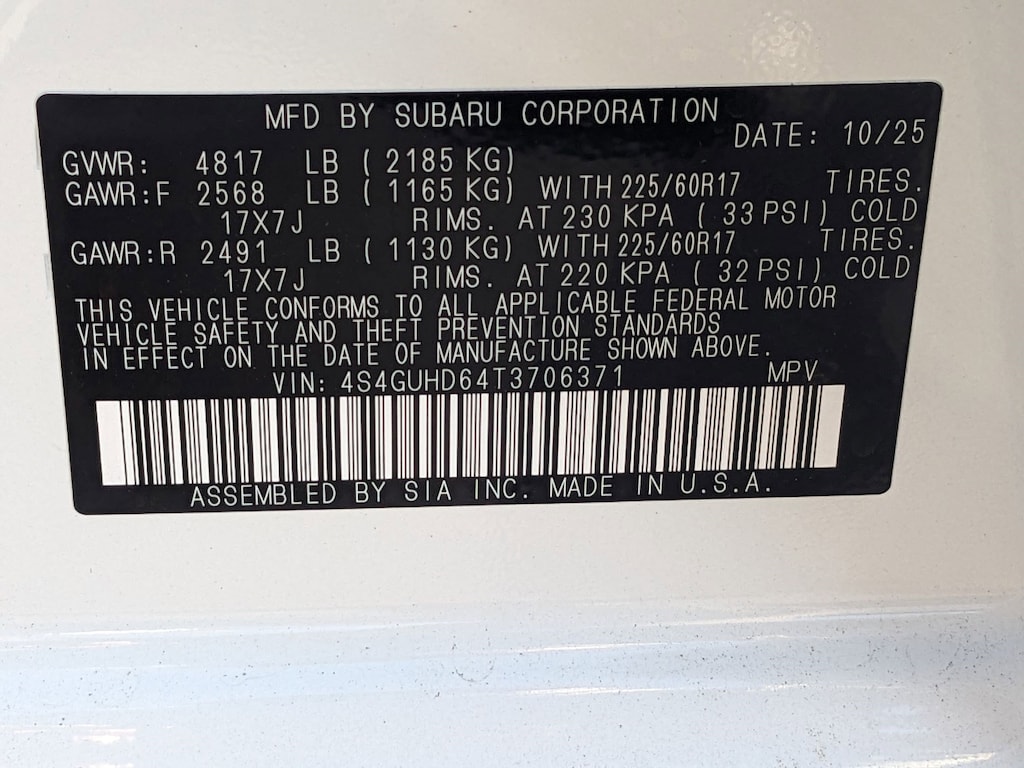 MFD BY SUBARU CORPORATION
DATE: 10/25
GVWR: 4817 LB ( 2185 KG)
GAWR:F 2568 LB ( 1165 KG) WITH 225/60R17 TIRES.
17X7J RIMS. AT 230 KPA ( 33 PSI) COLD
GAWR:R 2491 LB ( 1130 KG) WITH 225/60R17 TIRES.
17X7J RIMS. AT 220 KPA ( 32 PSI) COLD
THIS VEHICLE CONFORMS TO ALL APPLICABLE FEDERAL MOTOR
VEHICLE SAFETY AND THEFT PREVENTION STANDARDS
IN EFFECT ON THE DATE OF MANUFACTURE SHOWN ABOVE.
VIN: 4S4GUHD64T3706371 MPV
ASSEMBLED BY SIA INC. MADE IN U.S.A.